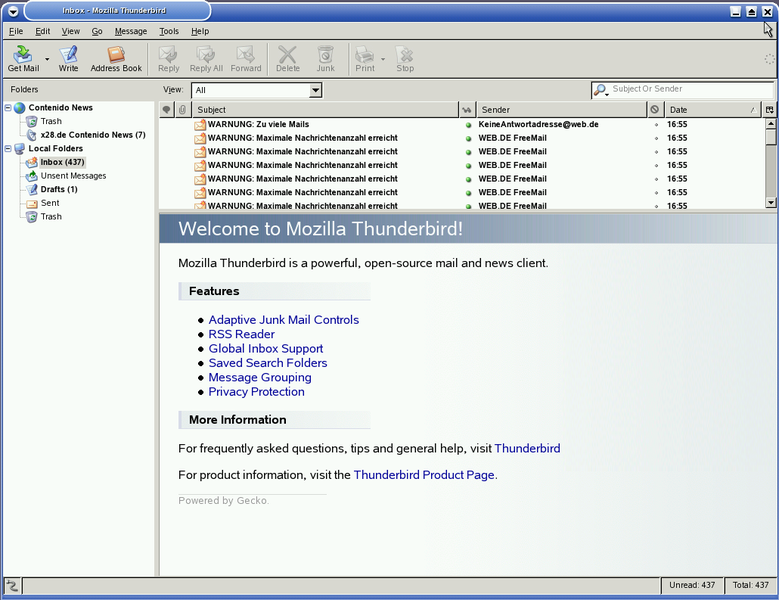 Inbox - Mozilla Thunderbird
File Edit View Go Message Tools Help
Get Mail Write Address Book Reply Reply All Forward Delete Junk Print Stop
Folders View: All Subject Or Sender
Contenido News
Trash
x28.de Contenido News (7)
Local Folders
Inbox (437)
Unsent Messages
Drafts (1)
Sent
Trash
Subject Sender Date
WARNUNG: Zu viele Mails KeineAntwortadresse@web.de 16:55
WARNUNG: Maximale Nachrichtenanzahl erreicht WEB.DE FreeMail 16:55
WARNUNG: Maximale Nachrichtenanzahl erreicht WEB.DE FreeMail 16:55
WARNUNG: Maximale Nachrichtenanzahl erreicht WEB.DE FreeMail 16:55
WARNUNG: Maximale Nachrichtenanzahl erreicht WEB.DE FreeMail 16:55
WARNUNG: Maximale Nachrichtenanzahl erreicht WEB.DE FreeMail 16:55
WARNUNG: Maximale Nachrichtenanzahl erreicht WEB.DE FreeMail 16:55
Welcome to Mozilla Thunderbird!
Mozilla Thunderbird is a powerful, open-source mail and news client.
Features
Adaptive Junk Mail Controls
RSS Reader
Global Inbox Support
Saved Search Folders
Message Grouping
Privacy Protection
More Information
For frequently asked questions, tips and general help, visit Thunderbird
For product information, visit the Thunderbird Product Page.
Powered by Gecko.
Unread: 437 Total: 437